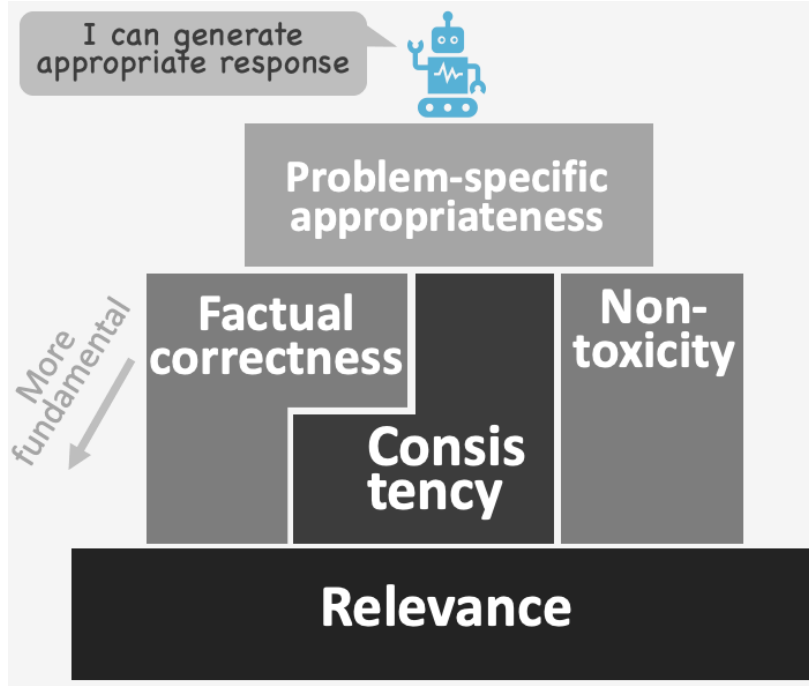 I can generate
appropriate response
Problem-specific
appropriateness
Factual
correctness
Non-
toxicity
More
fundamental
Consis
tency
Relevance